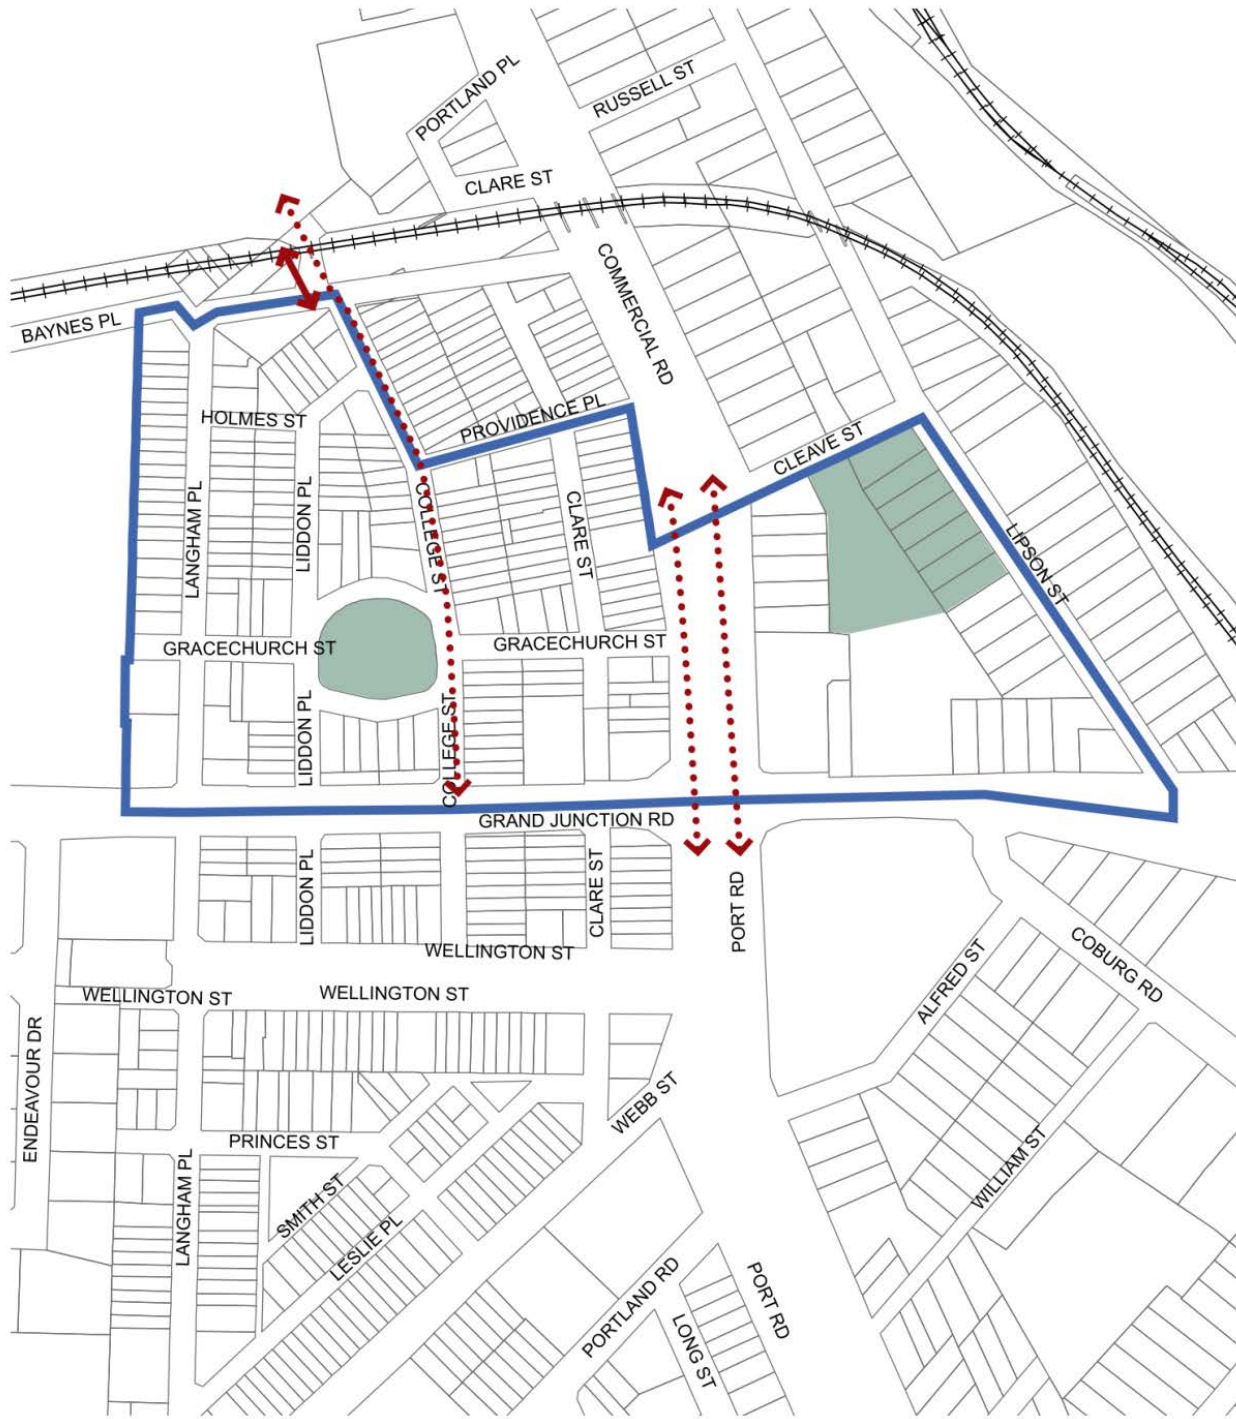 PORTLAND PL
RUSSELL ST
CLARE ST
COMMERCIAL RD
BAYNES PL
HOLMES ST
PROVIDENCE PL
CLEAVE ST
LANGHAM PL
LIDDON PL
COLLEGE ST
CLARE ST
LIPSON ST
GRACECHURCH ST
GRACECHURCH ST
LIDDON PL
COLLEGE ST
GRAND JUNCTION RD
LIDDON PL
CLARE ST
PORT RD
WELLINGTON ST
COBURG RD
ALFRED ST
WELLINGTON ST
WELLINGTON ST
ENDEAVOUR DR
WEBB ST
PRINCES ST
WILLIAM ST
LANGHAM PL
SMITH ST
LESLIE PL
PORTLAND RD
PORT RD
LONG ST